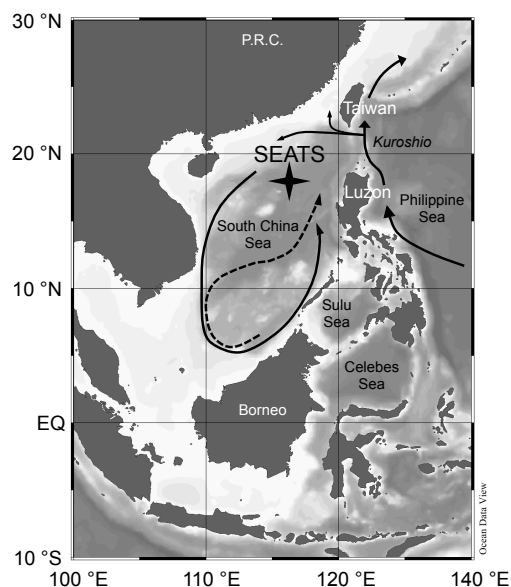 30 °N
P.R.C.
Taiwan
Kuroshio
20 °N
SEATS
Luzon
Philippine
Sea
South China
Sea
10 °N
Sulu
Sea
Celebes
Sea
Borneo
EQ
Ocean Data View
10 °S
100 °E
110 °E
120 °E
130 °E
140 °E